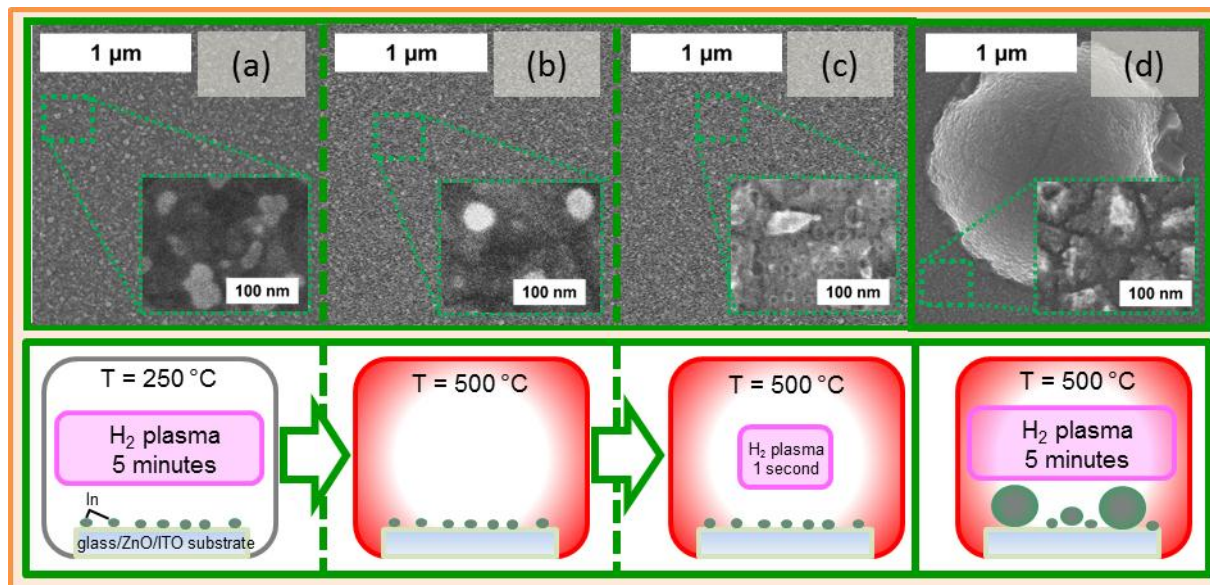 1 µm
(a)
1 µm
(b)
1 µm
(c)
1 µm
(d)
100 nm
100 nm
100 nm
100 nm
T = 250 °C
H₂ plasma
5 minutes
In
glass/ZnO/ITO substrate
T = 500 °C
T = 500 °C
H₂ plasma
1 second
T = 500 °C
H₂ plasma
5 minutes